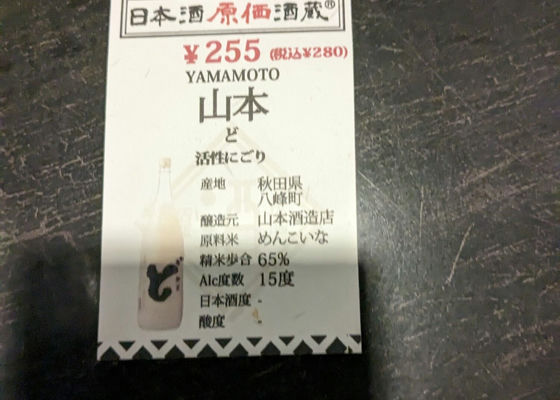 日本酒原価酒蔵®
¥255(税込¥280)
YAMAMOTO
山本
ど
活性にごり
産地 秋田県
八峰町
醸造元 山本酒造店
原料米 めんこいな
精米歩合 65%
Alc度数 15度
日本酒度 -
酸度 -
ど